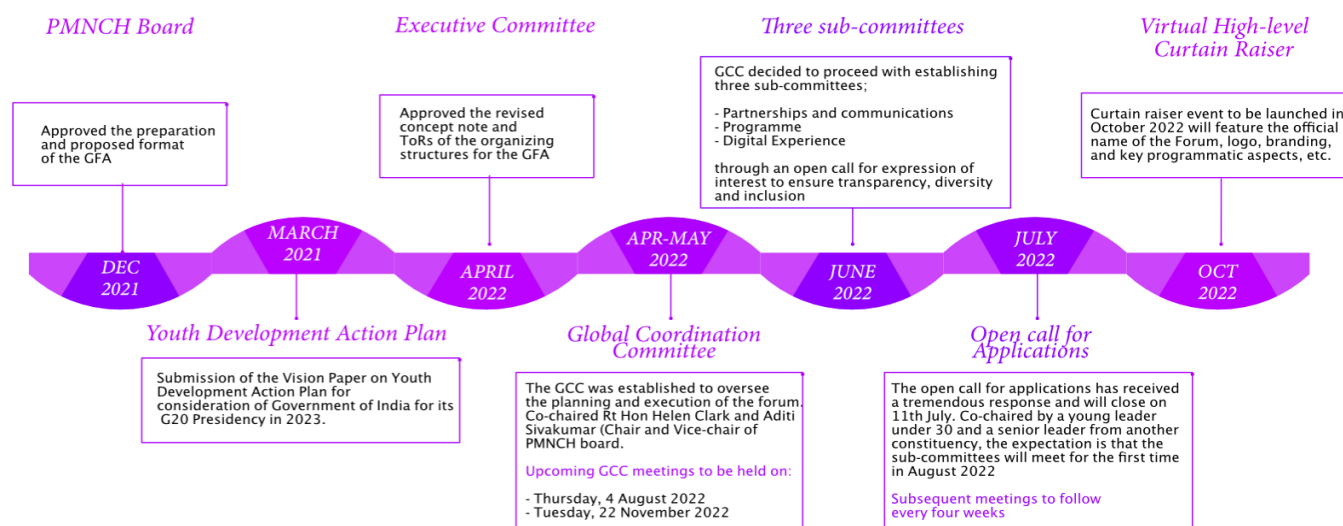 PMNCH Board
Approved the preparation
and proposed format
of the GFA
DEC
2021
MARCH
2021
Youth Development Action Plan
Submission of the Vision Paper on Youth
Development Action Plan for
consideration of Government of India for its
G20 Presidency in 2023.
Executive Committee
Approved the revised
concept note and
ToRs of the organizing
structures for the GFA
APRIL
2022
APR-MAY
2022
Global Coordination
Committee
The GCC was established to oversee
the planning and execution of the forum.
Co-chaired Rt Hon Helen Clark and Aditi
Sivakumar (Chair and Vice-chair of
PMNCH board.
Upcoming GCC meetings to be held on:
- Thursday, 4 August 2022
- Tuesday, 22 November 2022
Three sub-committees
GCC decided to proceed with establishing
three sub-committees;
- Partnerships and communications
- Programme
- Digital Experience
through an open call for expression of
interest to ensure transparency, diversity
and inclusion
JUNE
2022
JULY
2022
Open call for
Applications
The open call for applications has received
a tremendous response and will close on
11th July. Co-chaired by a young leader
under 30 and a senior leader from another
constituency, the expectation is that the
sub-committees will meet for the first time
in August 2022
Subsequent meetings to follow
every four weeks
Virtual High-level
Curtain Raiser
Curtain raiser event to be launched in
October 2022 will feature the official
name of the Forum, logo, branding,
and key programmatic aspects, etc.
OCT
2022